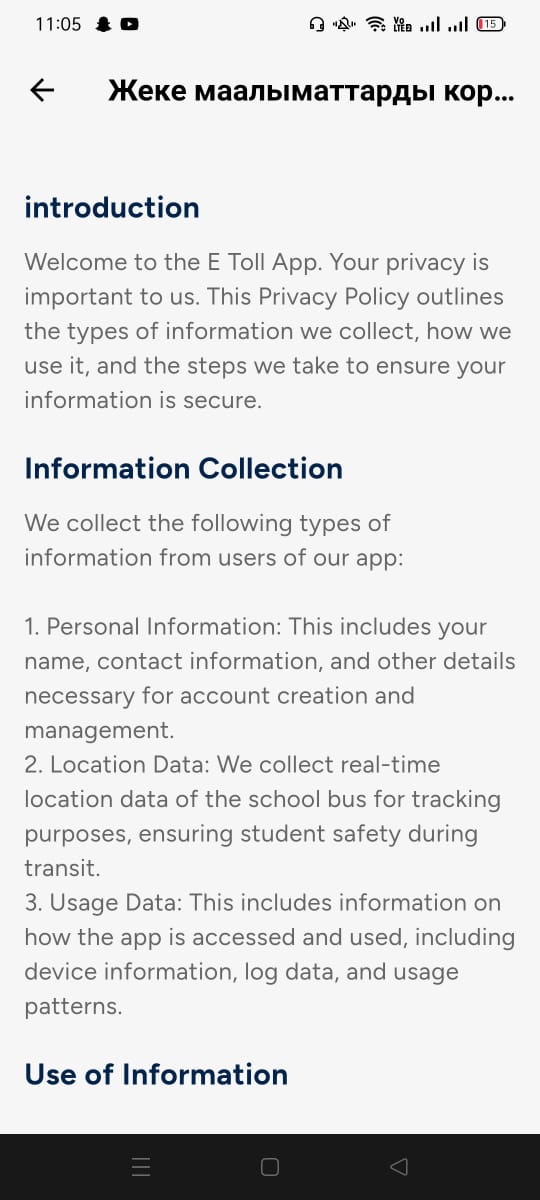 11:05
VO LTE 15
Жеке маалыматтарды кор...
introduction
Welcome to the E Toll App. Your privacy is
important to us. This Privacy Policy outlines
the types of information we collect, how we
use it, and the steps we take to ensure your
information is secure.
Information Collection
We collect the following types of
information from users of our app:
1. Personal Information: This includes your
name, contact information, and other details
necessary for account creation and
management.
2. Location Data: We collect real-time
location data of the school bus for tracking
purposes, ensuring student safety during
transit.
3. Usage Data: This includes information on
how the app is accessed and used, including
device information, log data, and usage
patterns.
Use of Information